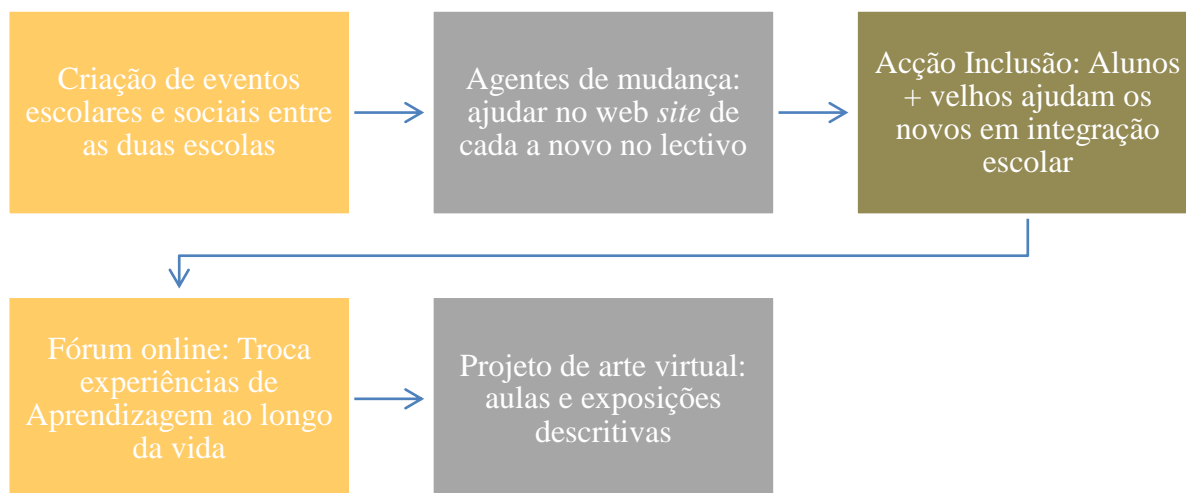 Criação de eventos
escolares e sociais entre
as duas escolas
Agentes de mudança:
ajudar no web site de
cada a novo no lectivo
Acção Inclusão: Alunos
+ velhos ajudam os
novos em integração
escolar
Fórum online: Troca
experiências de
Aprendizagem ao longo
da vida
Projeto de arte virtual:
aulas e exposições
descritivas